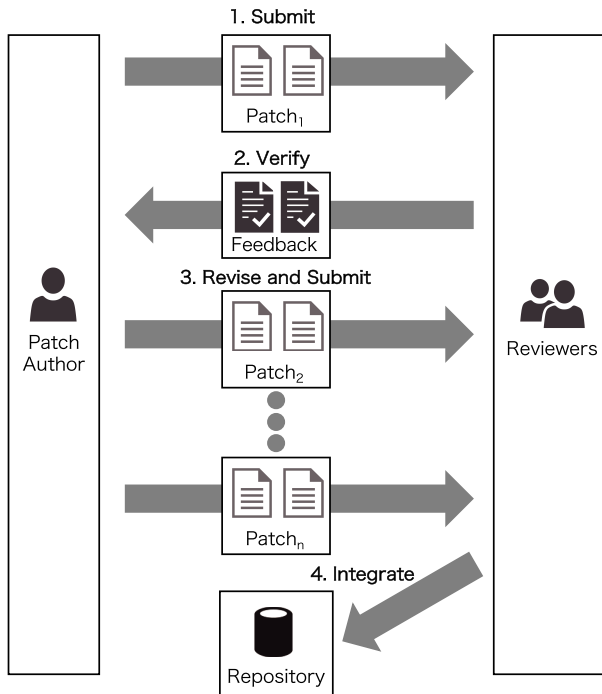 1. Submit
Patch₁
2. Verify
Feedback
3. Revise and Submit
Patch
Author
Reviewers
Patch₂
Patchₙ
4. Integrate
Repository